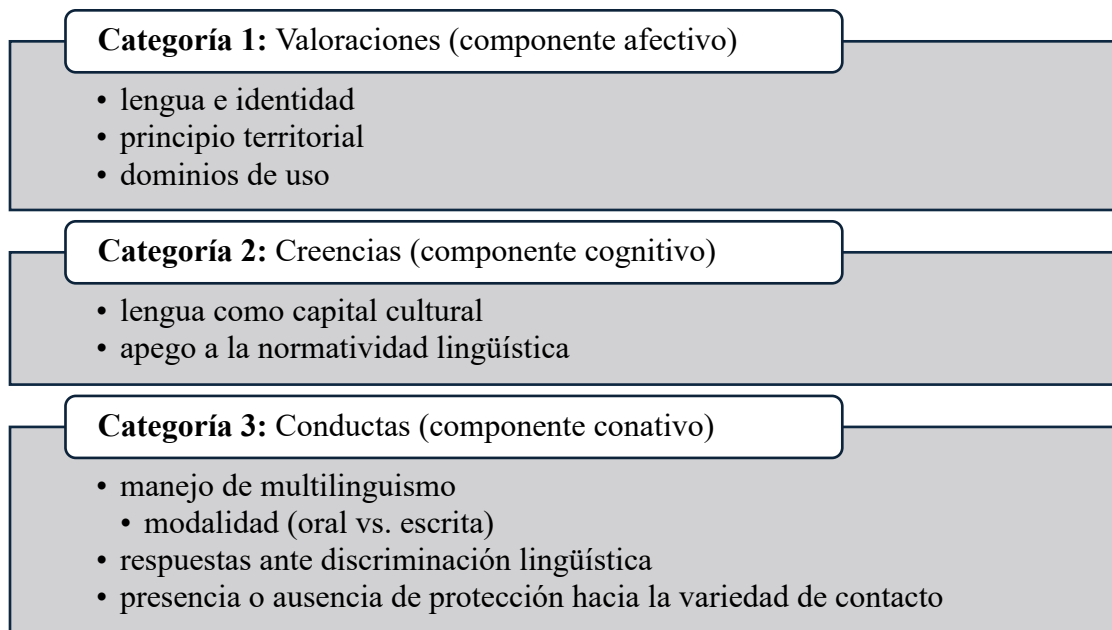 Categoría 1: Valoraciones (componente afectivo)
• lengua e identidad
• principio territorial
• dominios de uso
Categoría 2: Creencias (componente cognitivo)
• lengua como capital cultural
• apego a la normatividad lingüística
Categoría 3: Conductas (componente conativo)
• manejo de multilinguismo
• modalidad (oral vs. escrita)
• respuestas ante discriminación lingüística
• presencia o ausencia de protección hacia la variedad de contacto